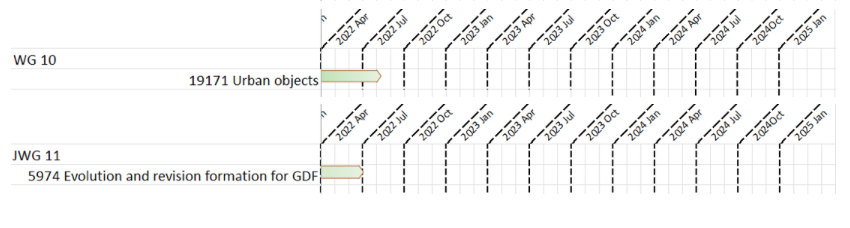 n 2022 Apr 2022 Jul 2022 Oct 2023 Jan 2023 Apr 2023 Jul 2023 Oct 2024 Jan 2024 Apr 2024 Jul 2024Oct 2025 Jan
WG 10
19171 Urban objects
n 2022 Apr 2022 Jul 2022 Oct 2023 Jan 2023 Apr 2023 Jul 2023 Oct 2024 Jan 2024 Apr 2024 Jul 2024Oct 2025 Jan
JWG 11
5974 Evolution and revision formation for GDF